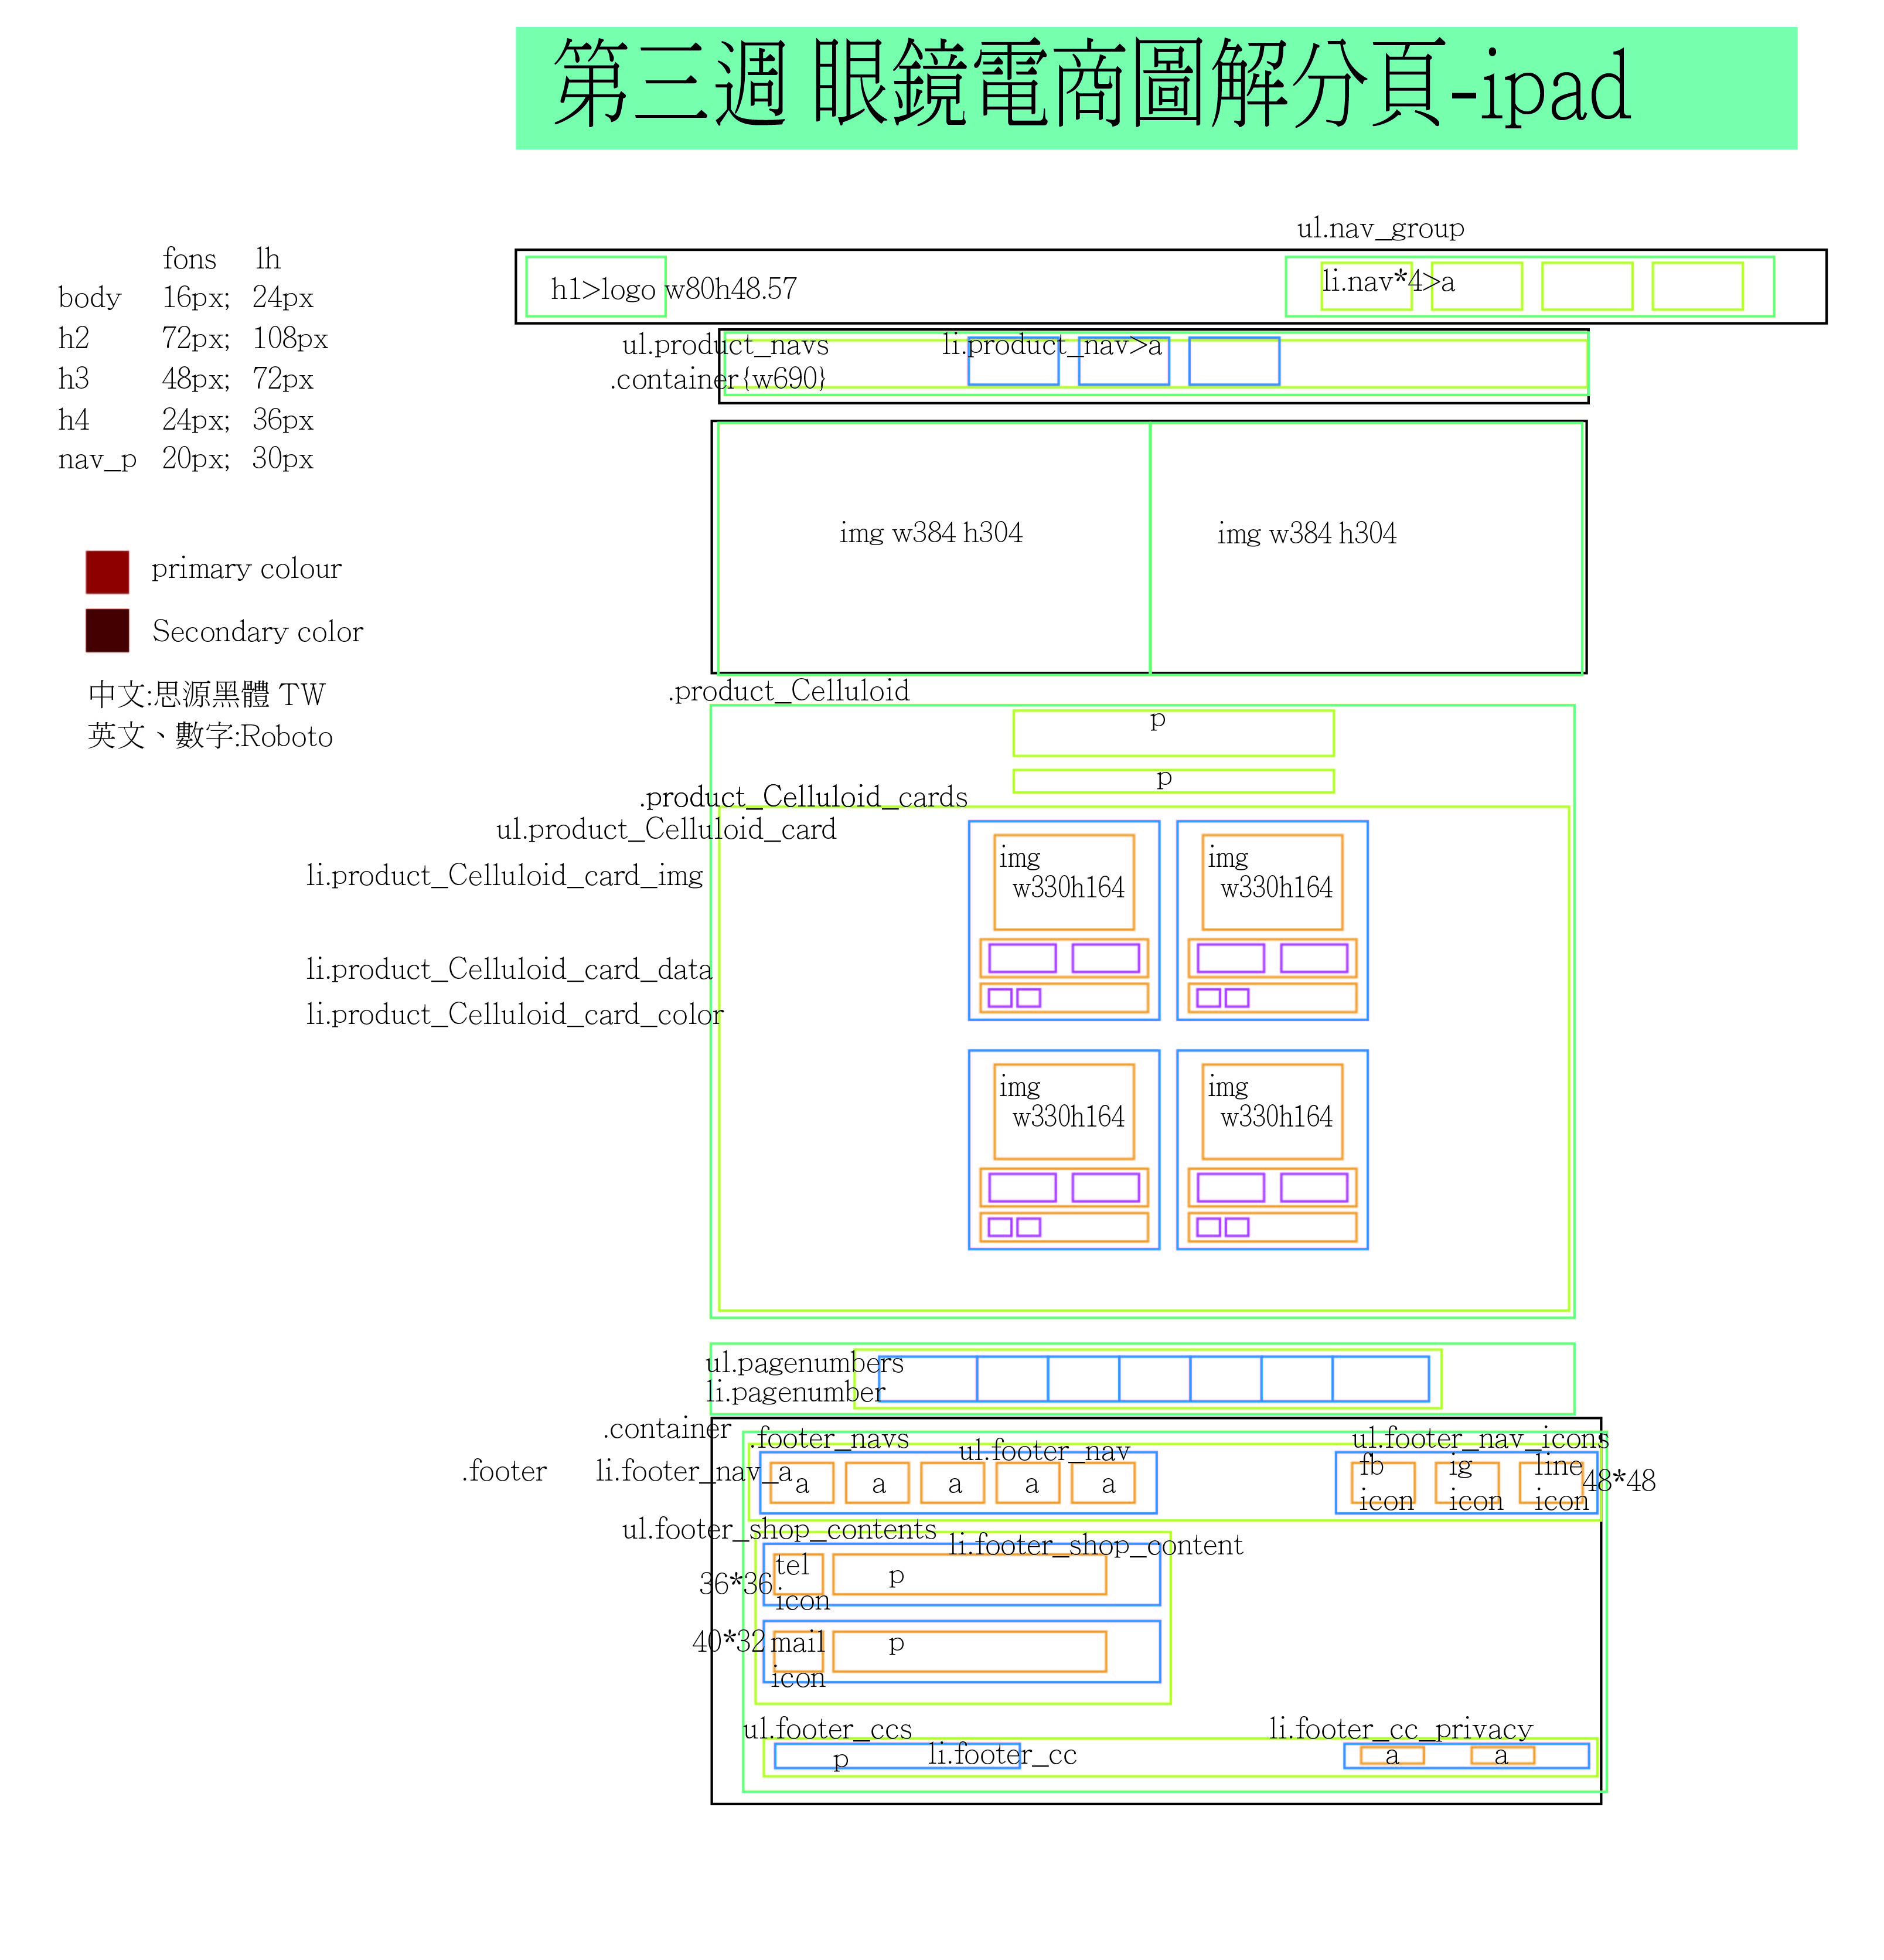 第三週 眼鏡電商圖解分頁-ipad
ul.nav_group
fons lh
body 16px; 24px
h2 72px; 108px
h3 48px; 72px
h4 24px; 36px
nav_p 20px; 30px
h1>logo w80h48.57
li.nav*4>a
ul.product_navs
li.product_nav>a
.container{w690}
img w384 h304
img w384 h304
primary colour
Secondary color
中文:思源黑體 TW
英文、數字:Roboto
.product_Celluloid
p
p
.product_Celluloid_cards
ul.product_Celluloid_card
li.product_Celluloid_card_img
img
w330h164
img
w330h164
li.product_Celluloid_card_data
li.product_Celluloid_card_color
img
w330h164
img
w330h164
ul.pagenumbers
li.pagenumber
.container
.footer_navs
ul.footer_nav
ul.footer_nav_icons
.footer
li.footer_nav_a
a
a
a
a
a
fb
icon
ig
icon
line
icon
48*48
ul.footer_shop_contents
li.footer_shop_content
36*36
tel
icon
p
40*32
mail
icon
p
ul.footer_ccs
li.footer_cc_privacy
p
li.footer_cc
a
a